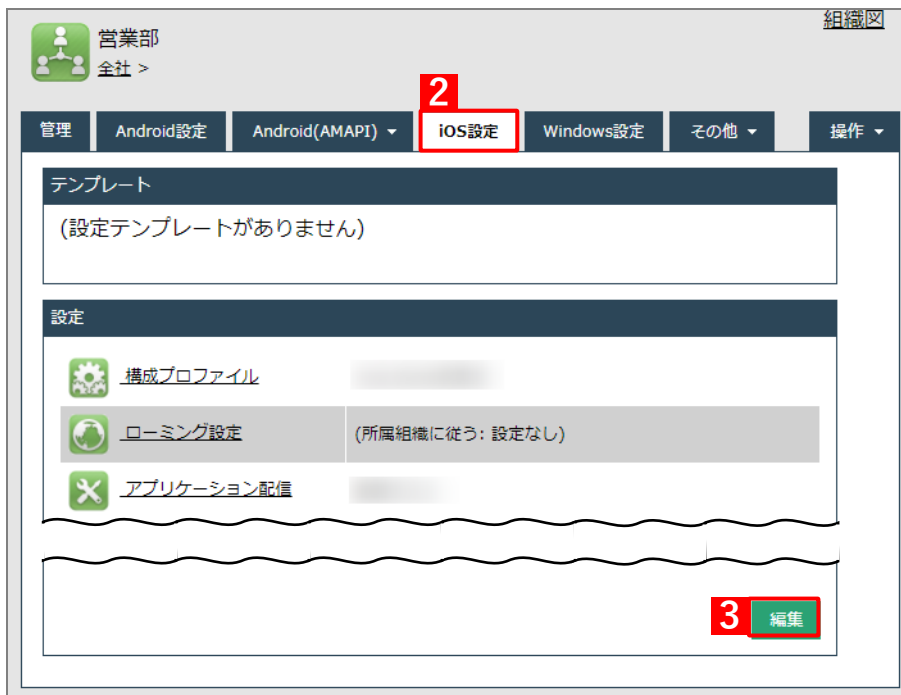 組織図
営業部
全社 >
2
管理 Android設定 Android(AMAPI) ▼ iOS設定 Windows設定 その他 ▼ 操作 ▼
テンプレート
(設定テンプレートがありません)
設定
構成プロファイル
ローミング設定 (所属組織に従う: 設定なし)
アプリケーション配信
3 編集